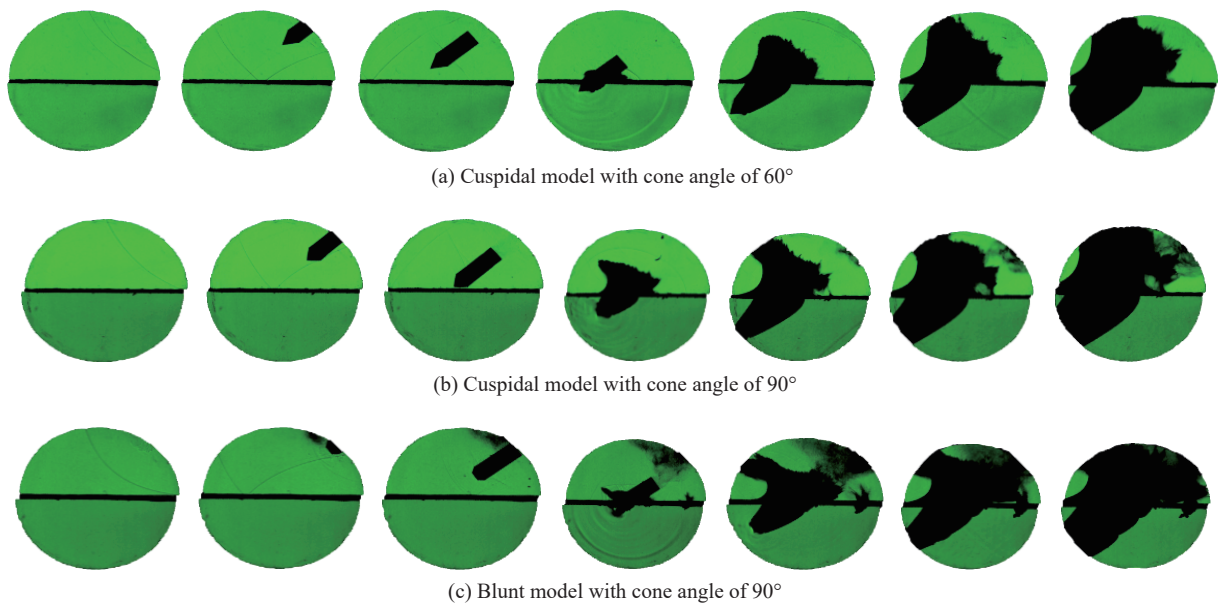 (a) Cuspidal model with cone angle of 60°
(b) Cuspidal model with cone angle of 90°
(c) Blunt model with cone angle of 90°